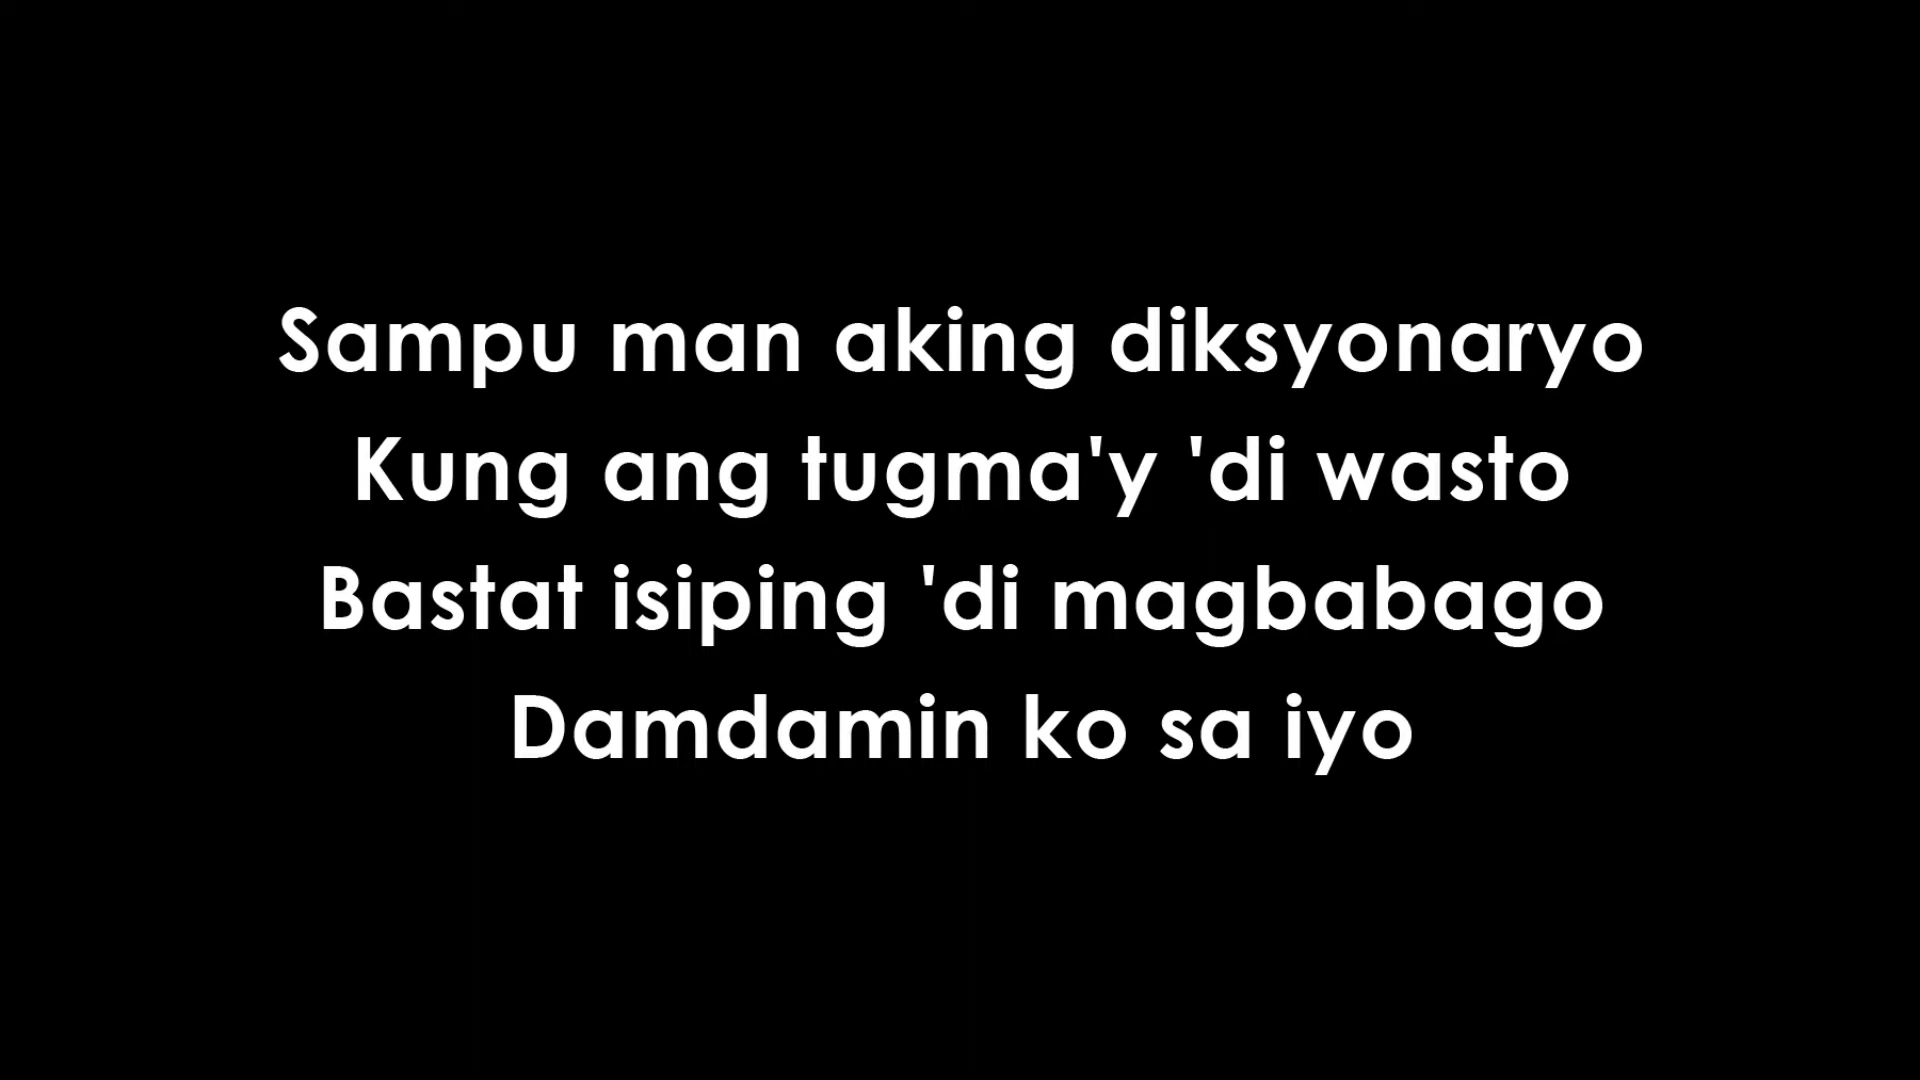 Sampu man aking diksyonaryo
Kung ang tugma'y 'di wasto
Bastat isiping 'di magbabago
Damdamin ko sa iyo